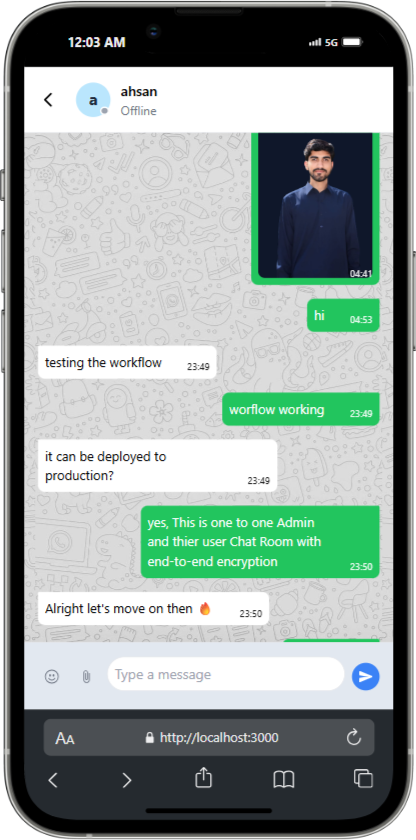 12:03 AM
5G
a
ahsan
Offline
04:41
hi
04:53
testing the workflow
23:49
worflow working
23:49
it can be deployed to
production?
23:49
yes, This is one to one Admin
and thier user Chat Room with
end-to-end encryption
23:50
Alright let's move on then 🔥
23:50
Type a message
AA
http://localhost:3000